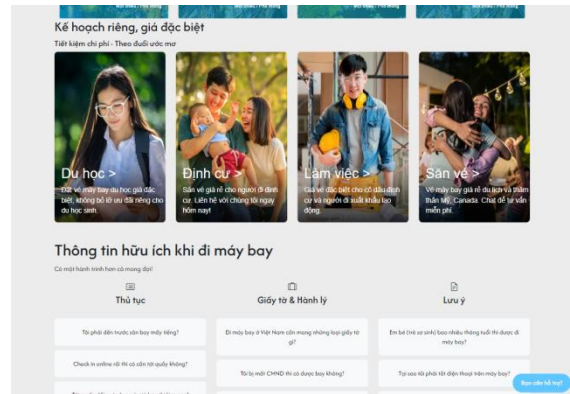 Kế hoạch riêng, giá đặc biệt
Tiết kiệm chi phí - Theo đuổi ước mơ
Du học >
Đặt vé máy bay du học giá đặc
biệt, không bỏ lỡ ưu đãi riêng cho
du học sinh.
Định cư >
Săn vé giá rẻ cho người đi định
cư. Liên hệ với chúng tôi ngay
hôm nay!
Làm việc >
Giá vé đặc biệt cho cô dâu định
cư và người đi xuất khẩu lao
động.
Săn vé >
Vé máy bay giá rẻ du lịch và thăm
thân Mỹ, Canada. Chat để tư vấn
miễn phí.
Thông tin hữu ích khi đi máy bay
Có một hành trình hơn cả mong đợi!
Thủ tục
Giấy tờ & Hành lý
Lưu ý
Tôi phải đến trước sân bay mấy tiếng?
Đi máy bay ở Việt Nam cần mang những loại giấy tờ
gì?
Em bé (trẻ sơ sinh) bao nhiêu tháng tuổi thì được đi
máy bay?
Check in online rồi thì có cần tới quầy không?
Tôi bị mất CMND thì có được bay không?
Tại sao tôi phải tắt điện thoại trên máy bay?
Bạn cần hỗ trợ?